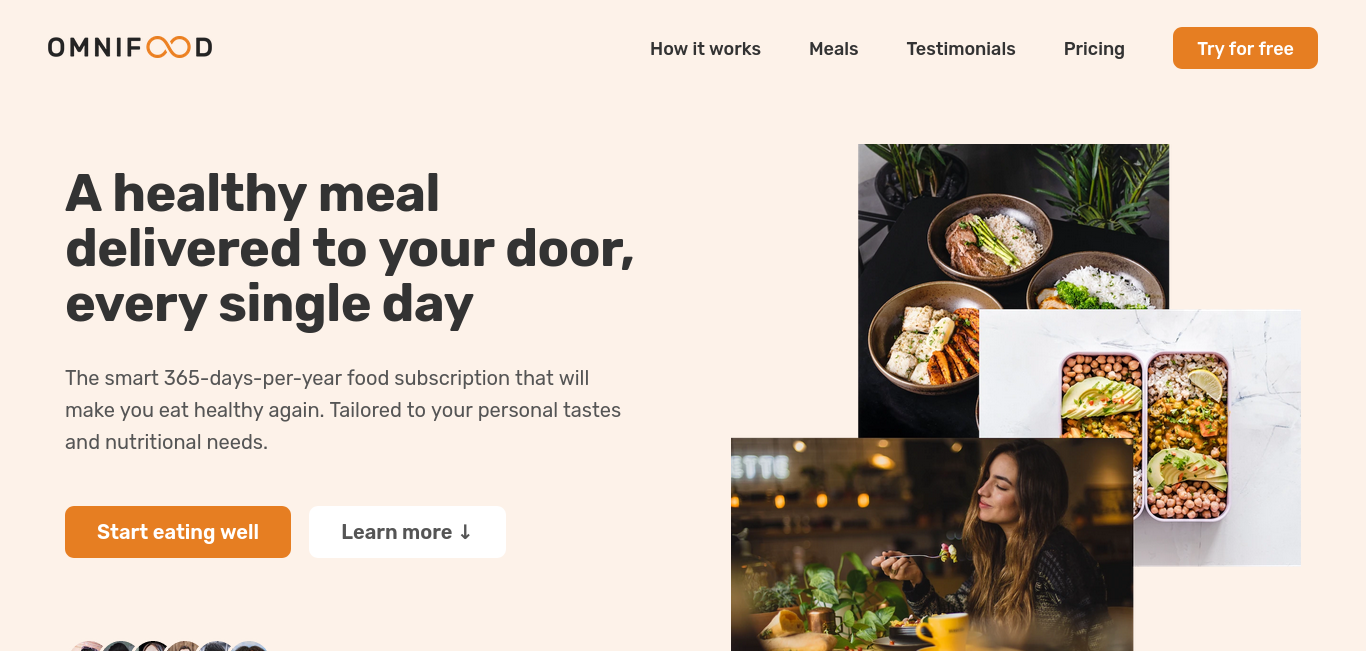 OMNIFOOD
How it works
Meals
Testimonials
Pricing
Try for free
A healthy meal
delivered to your door,
every single day
The smart 365-days-per-year food subscription that will
make you eat healthy again. Tailored to your personal tastes
and nutritional needs.
Start eating well
Learn more ↓
ETTE